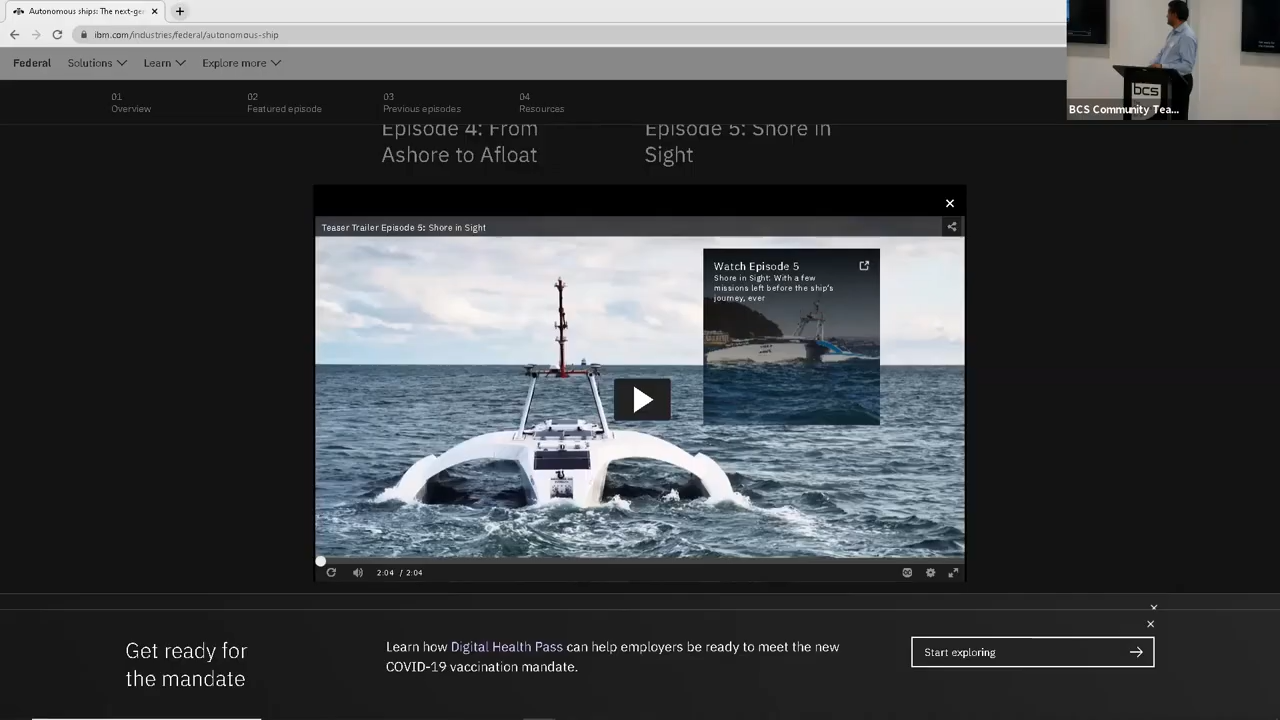 Autonomous ships: The next-ge
ibm.com/industries/federal/autonomous-ship
Federal
Solutions
Learn
Explore more
bcs
BCS Community Tea...
01
Overview
02
Featured episode
03
Previous episodes
04
Resources
Episode 4: From
Ashore to Afloat
Episode 5: Shore in
Sight
Teaser Trailer Episode 5: Shore in Sight
Watch Episode 5
Shore in Sight: With a few
missions left before the ship's
journey, ever
2:04 / 2:04
Get ready for
the mandate
Learn how Digital Health Pass can help employers be ready to meet the new
COVID-19 vaccination mandate.
Start exploring